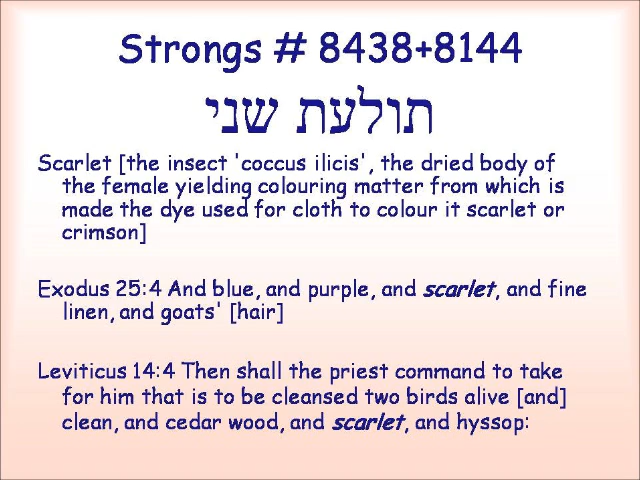 Strongs # 8438+8144
תולעת שני
Scarlet [the insect 'coccus ilicis', the dried body of
the female yielding colouring matter from which is
made the dye used for cloth to colour it scarlet or
crimson]
Exodus 25:4 And blue, and purple, and scarlet, and fine
linen, and goats' [hair]
Leviticus 14:4 Then shall the priest command to take
for him that is to be cleansed two birds alive [and]
clean, and cedar wood, and scarlet, and hyssop: